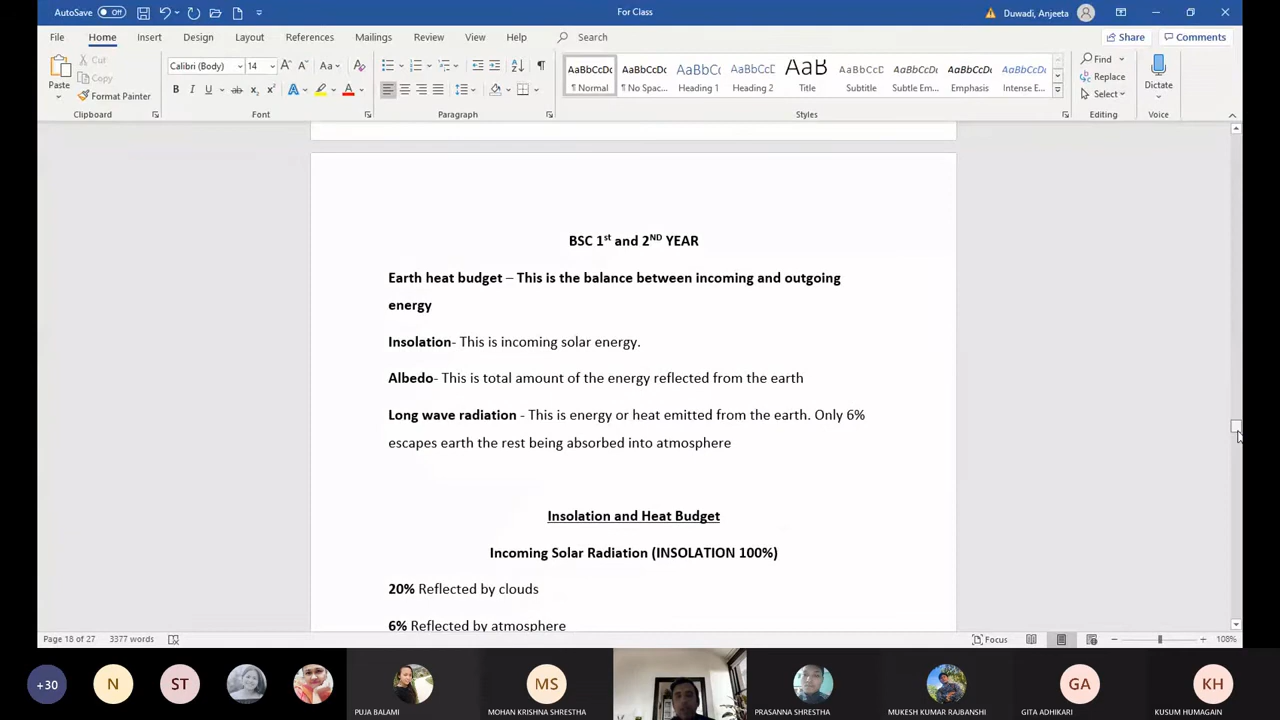 AutoSave Off
For Class
Duwadi, Anjeeta
File Home Insert Design Layout References Mailings Review View Help Search
Share Comments
Paste
Cut
Copy
Format Painter
Clipboard
Calibri (Body) 14
Font
Paragraph
AaBbCcDc AaBbCcDc AaBbCc AaBbCcC AaB AaBbCcD AaBbCcDc AaBbCcDc AaBbCcDc
¶ Normal ¶ No Spac... Heading 1 Heading 2 Title Subtitle Subtle Em... Emphasis Intense E...
Styles
Find
Replace
Select
Editing
Dictate
Voice
BSC 1st and 2ND YEAR
Earth heat budget – This is the balance between incoming and outgoing
energy
Insolation- This is incoming solar energy.
Albedo- This is total amount of the energy reflected from the earth
Long wave radiation - This is energy or heat emitted from the earth. Only 6%
escapes earth the rest being absorbed into atmosphere
Insolation and Heat Budget
Incoming Solar Radiation (INSOLATION 100%)
20% Reflected by clouds
6% Reflected by atmosphere
Page 18 of 27 3377 words
Focus
108%
+30 N ST MS GA KH
PUJA BALAMI MOHAN KRISHNA SHRESTHA PRASANNA SHRESTHA MUKESH KUMAR RAJBANSHI GITA ADHIKARI KUSUM HUMAGAIN